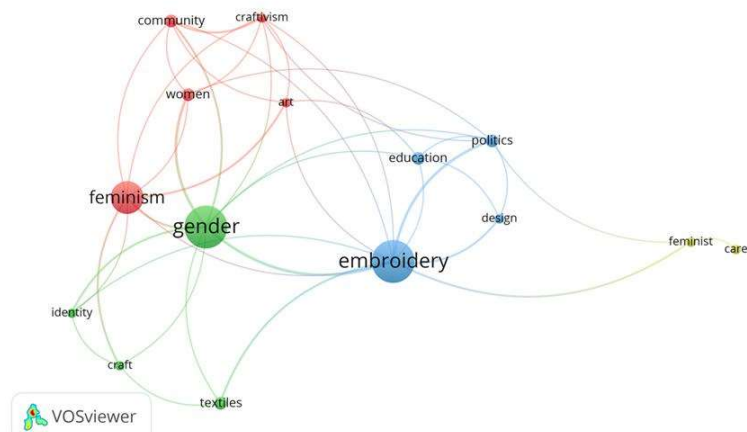 community
craftivism
women
art
education
politics
feminism
gender
design
embroidery
feminist
care
identity
craft
textiles
VOSviewer